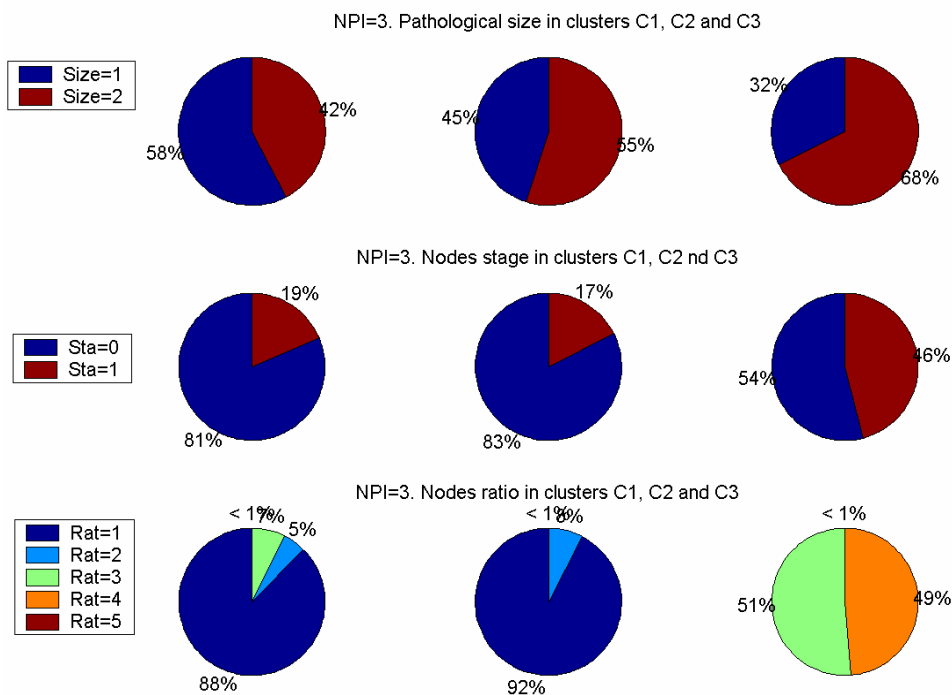 NPI=3. Pathological size in clusters C1, C2 and C3
Size=1
Size=2
58%
42%
45%
55%
32%
68%
NPI=3. Nodes stage in clusters C1, C2 nd C3
Sta=0
Sta=1
81%
19%
83%
17%
54%
46%
NPI=3. Nodes ratio in clusters C1, C2 and C3
Rat=1
Rat=2
Rat=3
Rat=4
Rat=5
< 1%
7%
5%
88%
< 1%
8%
92%
< 1%
51%
49%